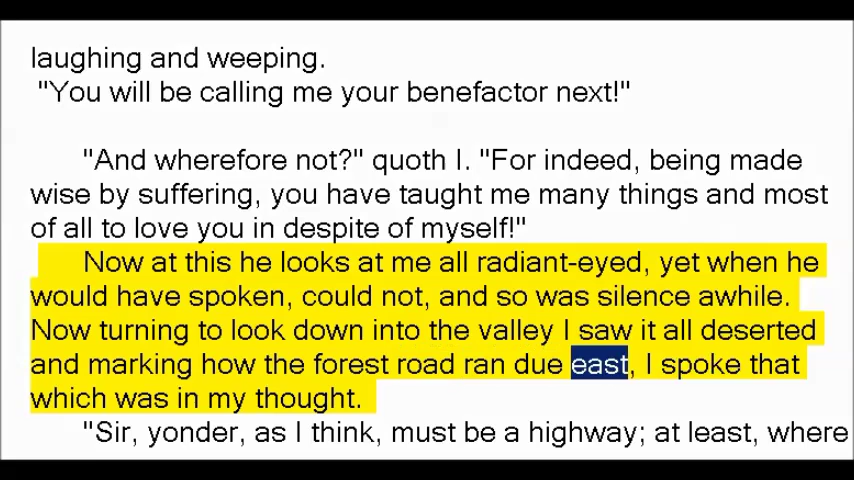 laughing and weeping.
"You will be calling me your benefactor next!"
"And wherefore not?" quoth I. "For indeed, being made
wise by suffering, you have taught me many things and most
of all to love you in despite of myself!"
Now at this he looks at me all radiant-eyed, yet when he
would have spoken, could not, and so was silence awhile.
Now turning to look down into the valley I saw it all deserted
and marking how the forest road ran due east, I spoke that
which was in my thought.
"Sir, yonder, as I think, must be a highway; at least, where